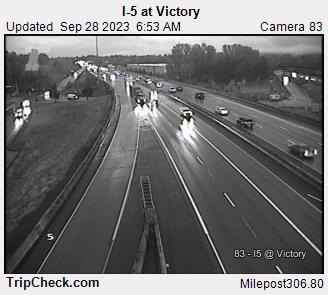 I-5 at Victory
Updated Sep 28 2023 6:53 AM Camera 83
S
83 - I5 @ Victory
TripCheck.com Milepost306.80